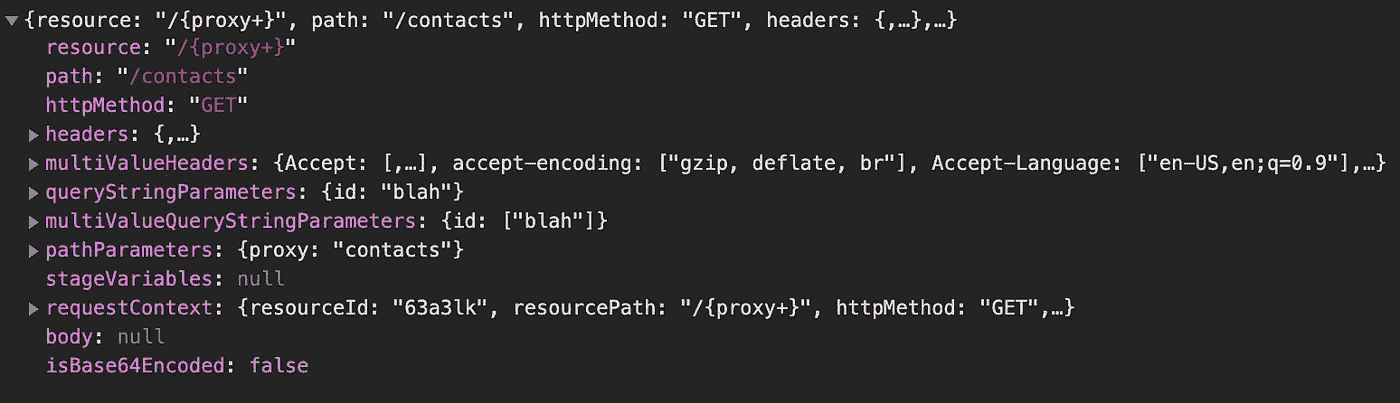 {resource: "/{proxy+}", path: "/contacts", httpMethod: "GET", headers: {,…},…}
resource: "/{proxy+}"
path: "/contacts"
httpMethod: "GET"
headers: {,…}
multiValueHeaders: {Accept: [,…], accept-encoding: ["gzip, deflate, br"], Accept-Language: ["en-US,en;q=0.9"],…}
queryStringParameters: {id: "blah"}
multiValueQueryStringParameters: {id: ["blah"]}
pathParameters: {proxy: "contacts"}
stageVariables: null
requestContext: {resourceId: "63a3lk", resourcePath: "/{proxy+}", httpMethod: "GET",…}
body: null
isBase64Encoded: false